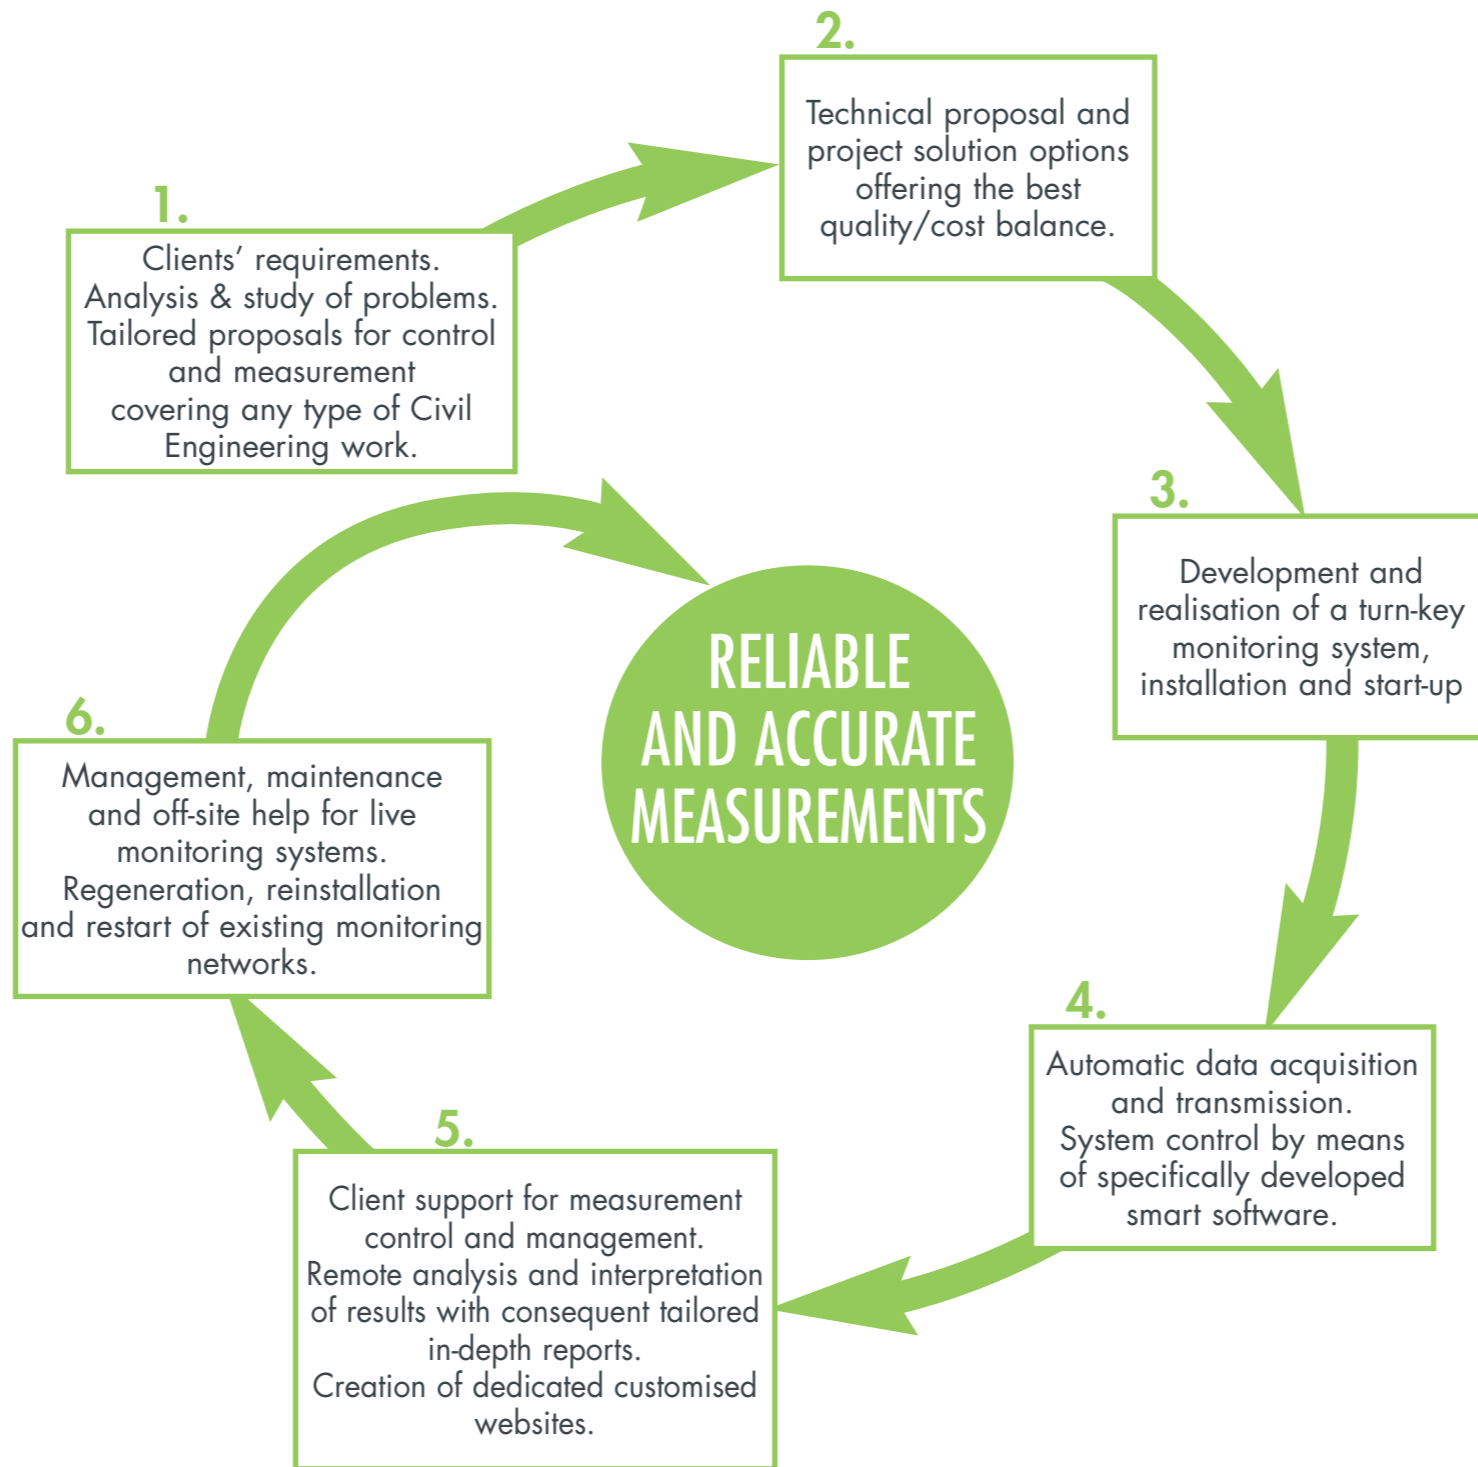 1.
Clients’ requirements.
Analysis & study of problems.
Tailored proposals for control
and measurement
covering any type of Civil
Engineering work.
2.
Technical proposal and
project solution options
offering the best
quality/cost balance.
3.
Development and
realisation of a turn-key
monitoring system,
installation and start-up
4.
Automatic data acquisition
and transmission.
System control by means
of specifically developed
smart software.
5.
Client support for measurement
control and management.
Remote analysis and interpretation
of results with consequent tailored
in-depth reports.
Creation of dedicated customised
websites.
6.
Management, maintenance
and off-site help for live
monitoring systems.
Regeneration, reinstallation
and restart of existing monitoring
networks.
RELIABLE
AND ACCURATE
MEASUREMENTS